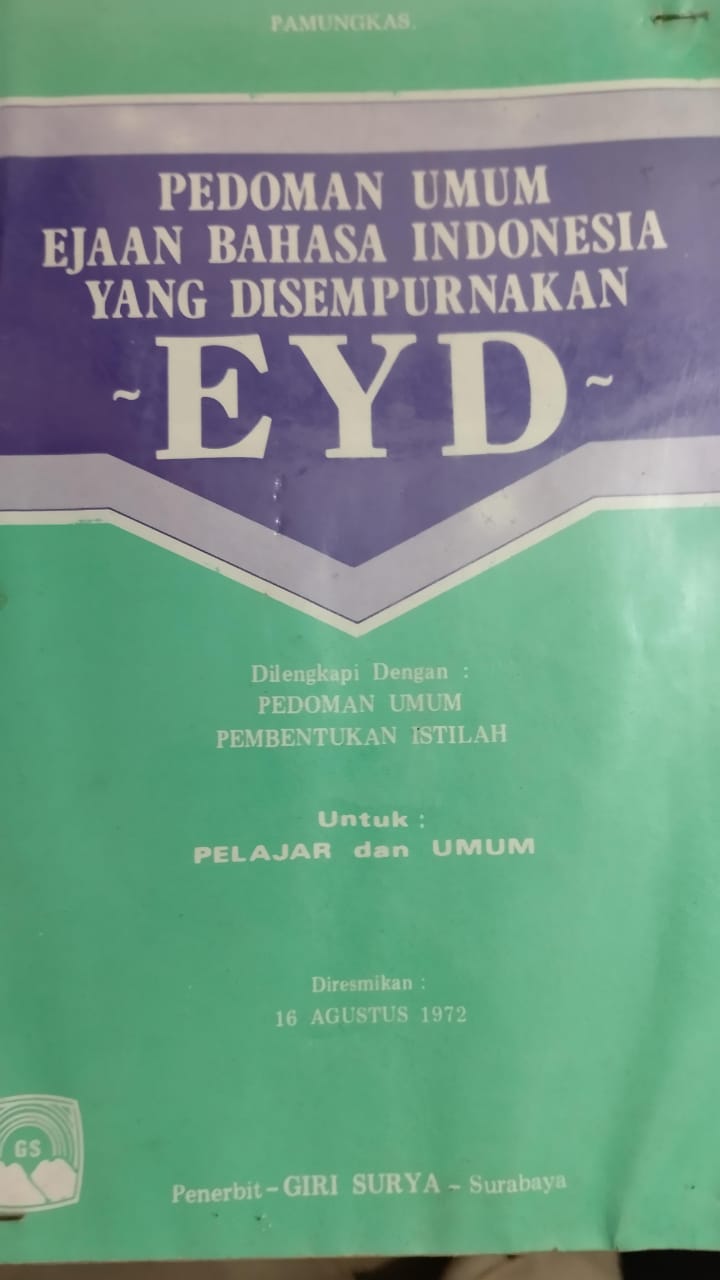 PAMUNGKAS.
PEDOMAN UMUM
EJAAN BAHASA INDONESIA
YANG DISEMPURNAKAN
~EYD~
Dilengkapi Dengan :
PEDOMAN UMUM
PEMBENTUKAN ISTILAH
Untuk :
PELAJAR dan UMUM
Diresmikan :
16 AGUSTUS 1972
GS
Penerbit - GIRI SURYA ~ Surabaya